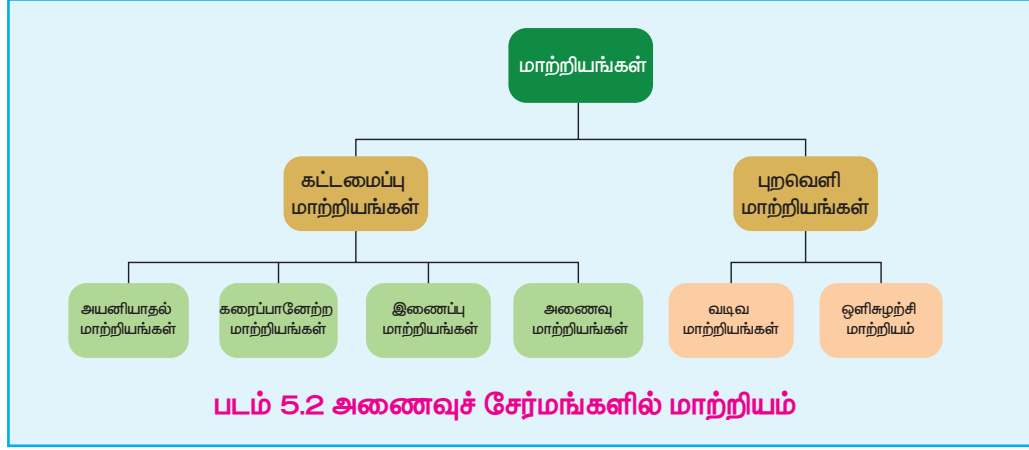 மாற்றியங்கள்
கட்டமைப்பு
மாற்றியங்கள்
புறவெளி
மாற்றியங்கள்
அயனியாதல்
மாற்றியங்கள்
கரைப்பானேற்ற
மாற்றியங்கள்
இணைப்பு
மாற்றியங்கள்
அணைவு
மாற்றியங்கள்
வடிவ
மாற்றியங்கள்
ஒளிசுழற்சி
மாற்றியம்
படம் 5.2 அணைவுச் சேர்மங்களில் மாற்றியம்